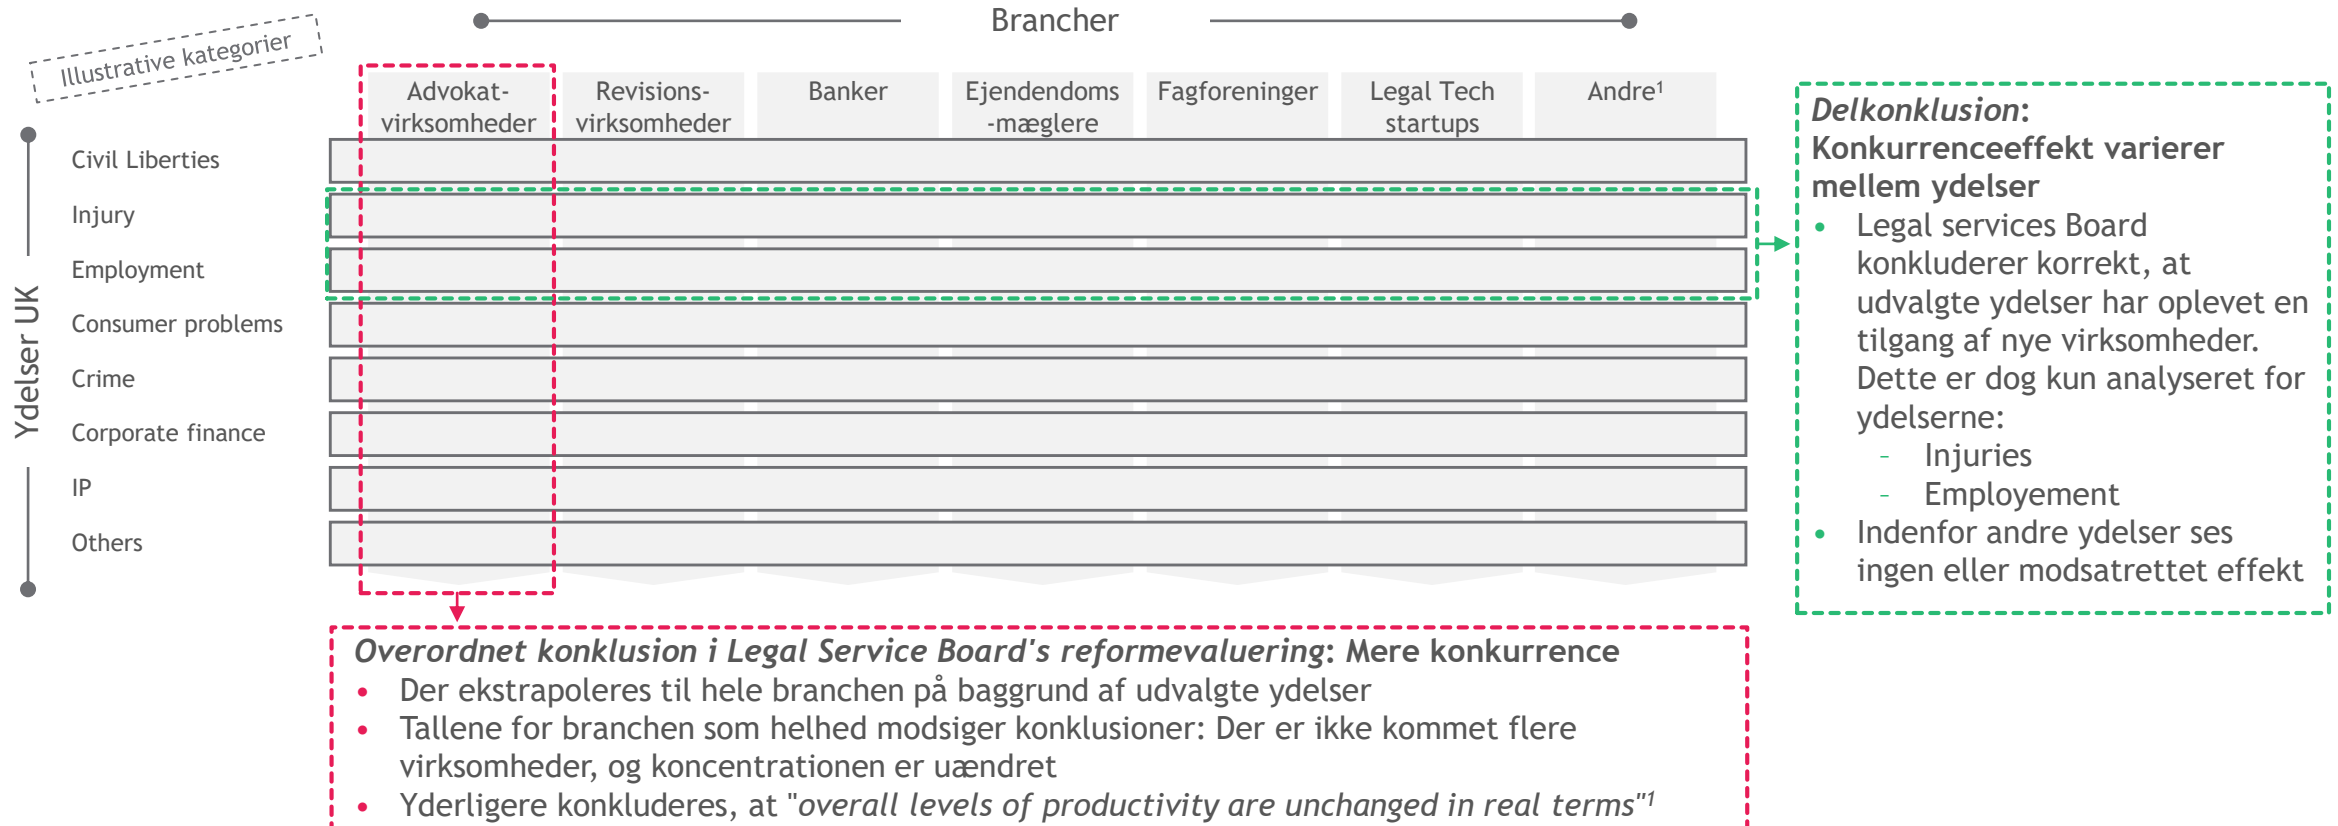 Brancher
Illustrative kategorier
Advokat-
virksomheder
Revisions-
virksomheder
Banker
Ejendendoms
-mæglere
Fagforeninger
Legal Tech
startups
Andre¹
Ydelser UK
Civil Liberties
Injury
Employment
Consumer problems
Crime
Corporate finance
IP
Others
Delkonklusion:
Konkurrenceeffekt varierer
mellem ydelser
• Legal services Board
konkluderer korrekt, at
udvalgte ydelser har oplevet en
tilgang af nye virksomheder.
Dette er dog kun analyseret for
ydelserne:
– Injuries
– Employement
• Indenfor andre ydelser ses
ingen eller modsatrettet effekt
Overordnet konklusion i Legal Service Board's reformevaluering: Mere konkurrence
• Der ekstrapoleres til hele branchen på baggrund af udvalgte ydelser
• Tallene for branchen som helhed modsiger konklusioner: Der er ikke kommet flere
virksomheder, og koncentrationen er uændret
• Yderligere konkluderes, at "overall levels of productivity are unchanged in real terms"¹